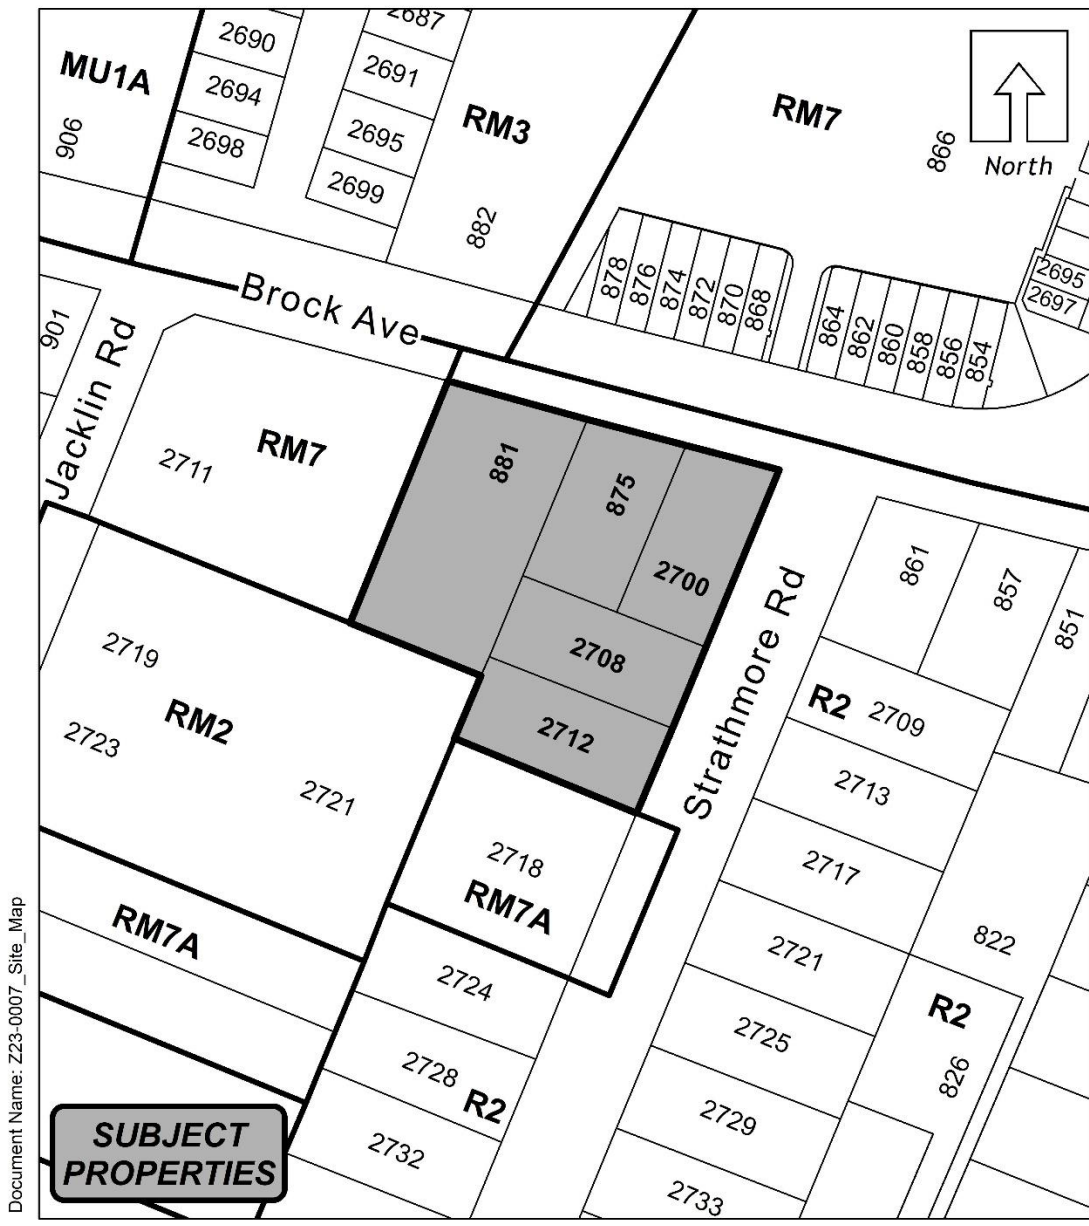 2687
2690
MU1A
2691
2694
RM3
RM7
906
2695
2698
866
North
2699
882
878
876
874
872
870
868
864
862
860
858
856
854
2695
2697
Brock Ave
901
Jacklin Rd
RM7
2711
881
875
2700
861
857
851
2708
2712
Strathmore Rd
R2
2709
2719
RM2
2723
2721
2713
2717
2718
RM7A
RM7A
2721
822
2724
R2
2725
2728
R2
826
2729
2732
2733
SUBJECT
PROPERTIES
Document Name: Z23-0007_Site_Map